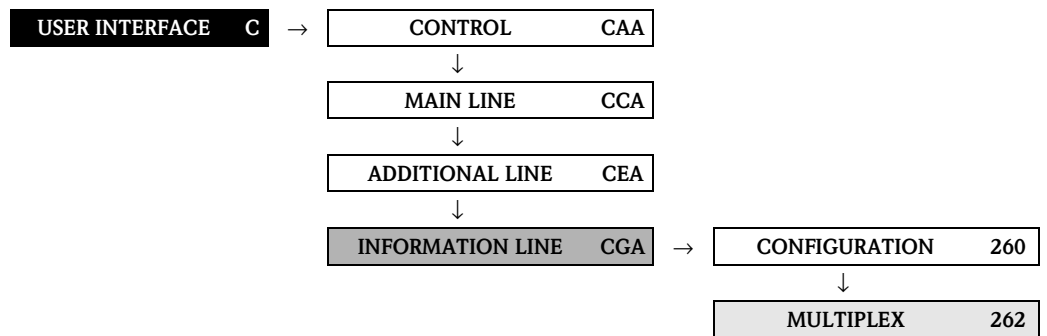 USER INTERFACE C → CONTROL CAA
↓
MAIN LINE CCA
↓
ADDITIONAL LINE CEA
↓
INFORMATION LINE CGA → CONFIGURATION 260
↓
MULTIPLEX 262